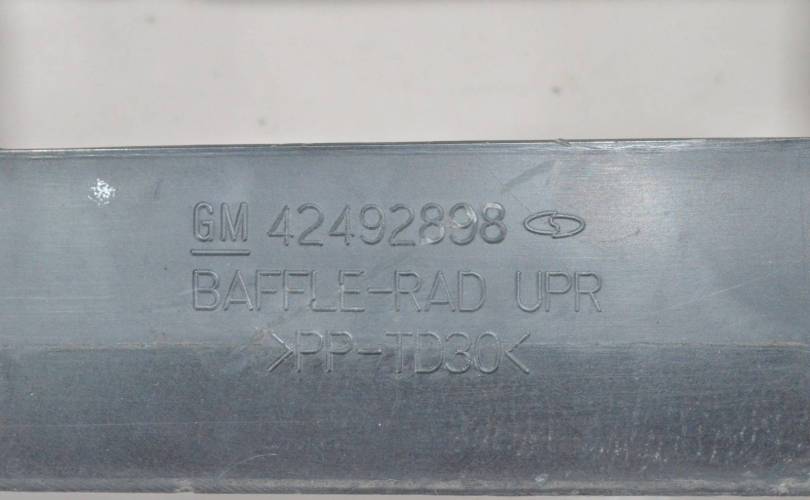 GM 42492898
BAFFLE-RAD UPR
>PP-TD30<